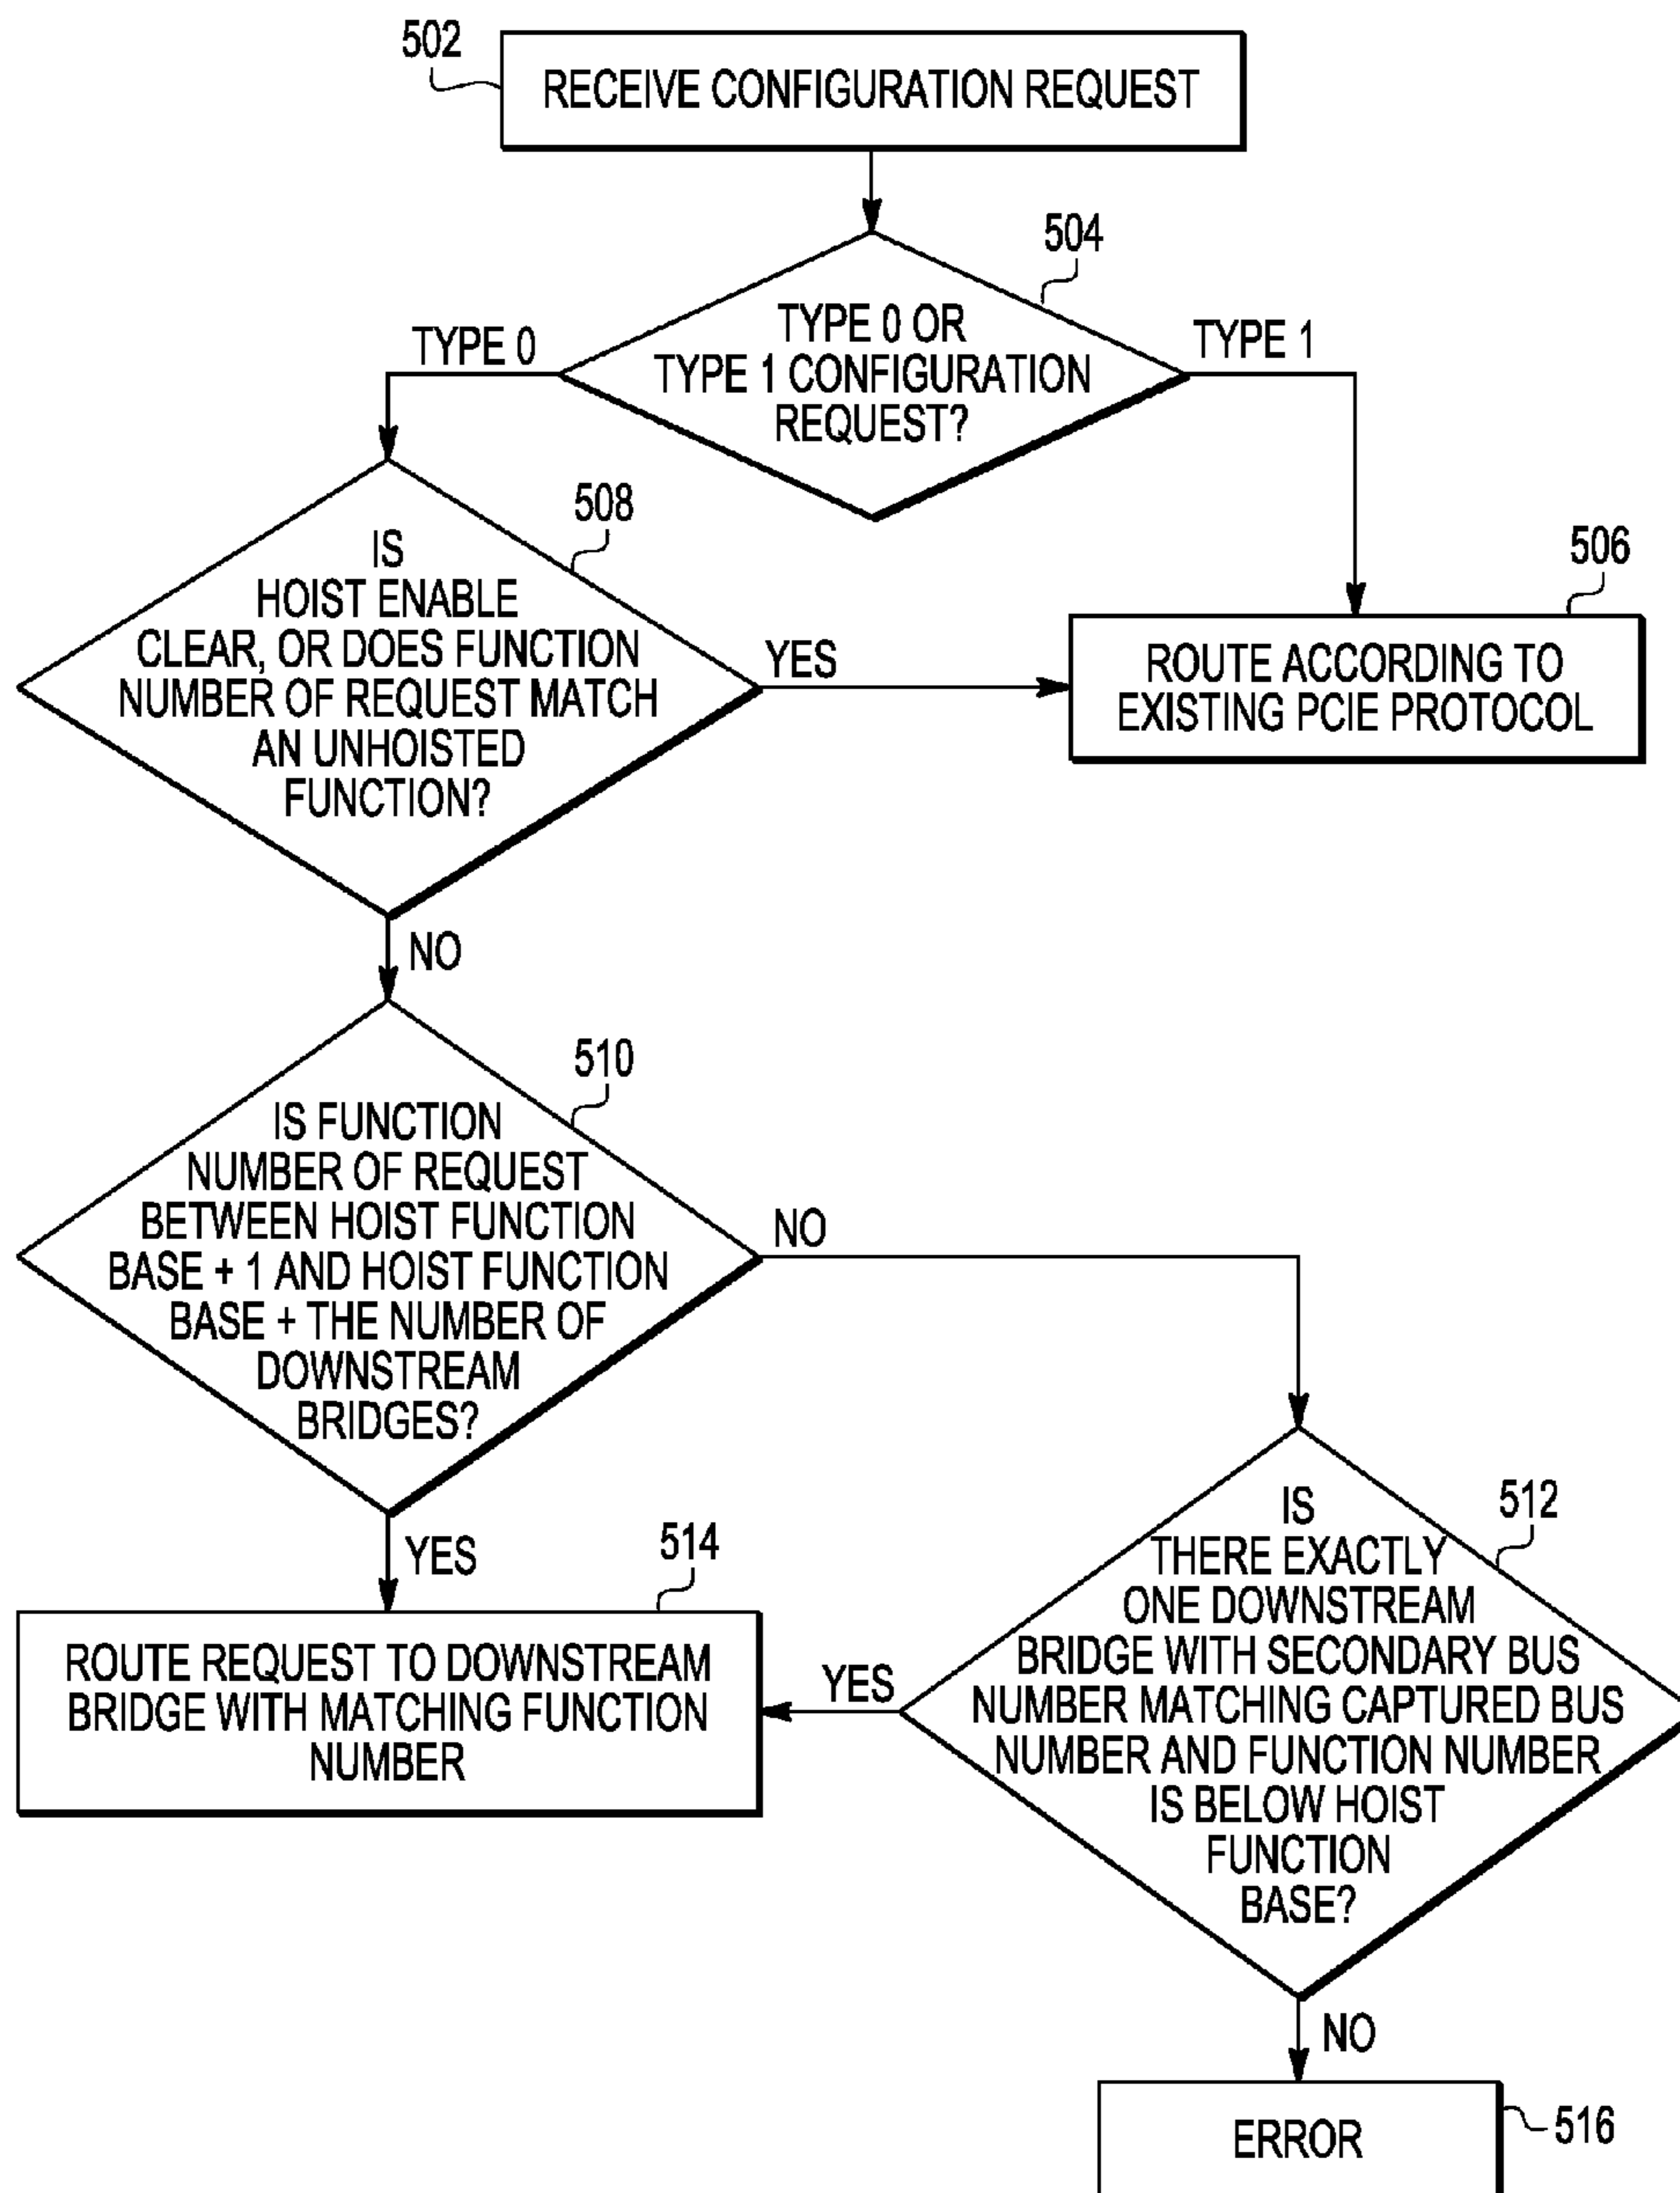 502
RECEIVE CONFIGURATION REQUEST
504
TYPE 0 OR
TYPE 1 CONFIGURATION
REQUEST?
TYPE 0
TYPE 1
508
IS
HOIST ENABLE
CLEAR, OR DOES FUNCTION
NUMBER OF REQUEST MATCH
AN UNHOISTED
FUNCTION?
YES
506
ROUTE ACCORDING TO
EXISTING PCIE PROTOCOL
NO
510
IS FUNCTION
NUMBER OF REQUEST
BETWEEN HOIST FUNCTION
BASE + 1 AND HOIST FUNCTION
BASE + THE NUMBER OF
DOWNSTREAM
BRIDGES?
NO
YES
512
IS
THERE EXACTLY
ONE DOWNSTREAM
BRIDGE WITH SECONDARY BUS
NUMBER MATCHING CAPTURED BUS
NUMBER AND FUNCTION NUMBER
IS BELOW HOIST
FUNCTION
BASE?
YES
514
ROUTE REQUEST TO DOWNSTREAM
BRIDGE WITH MATCHING FUNCTION
NUMBER
NO
ERROR
516